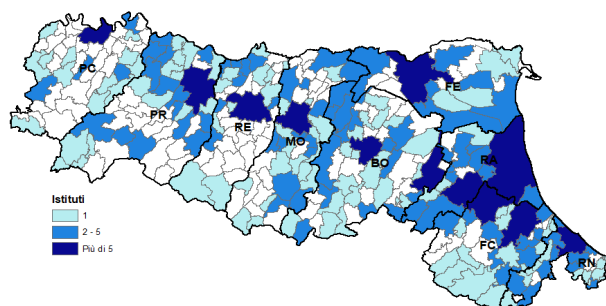 PC
FE
PR
RE
MO
BO
RA
FC
RN
Istituti
1
2 - 5
Più di 5